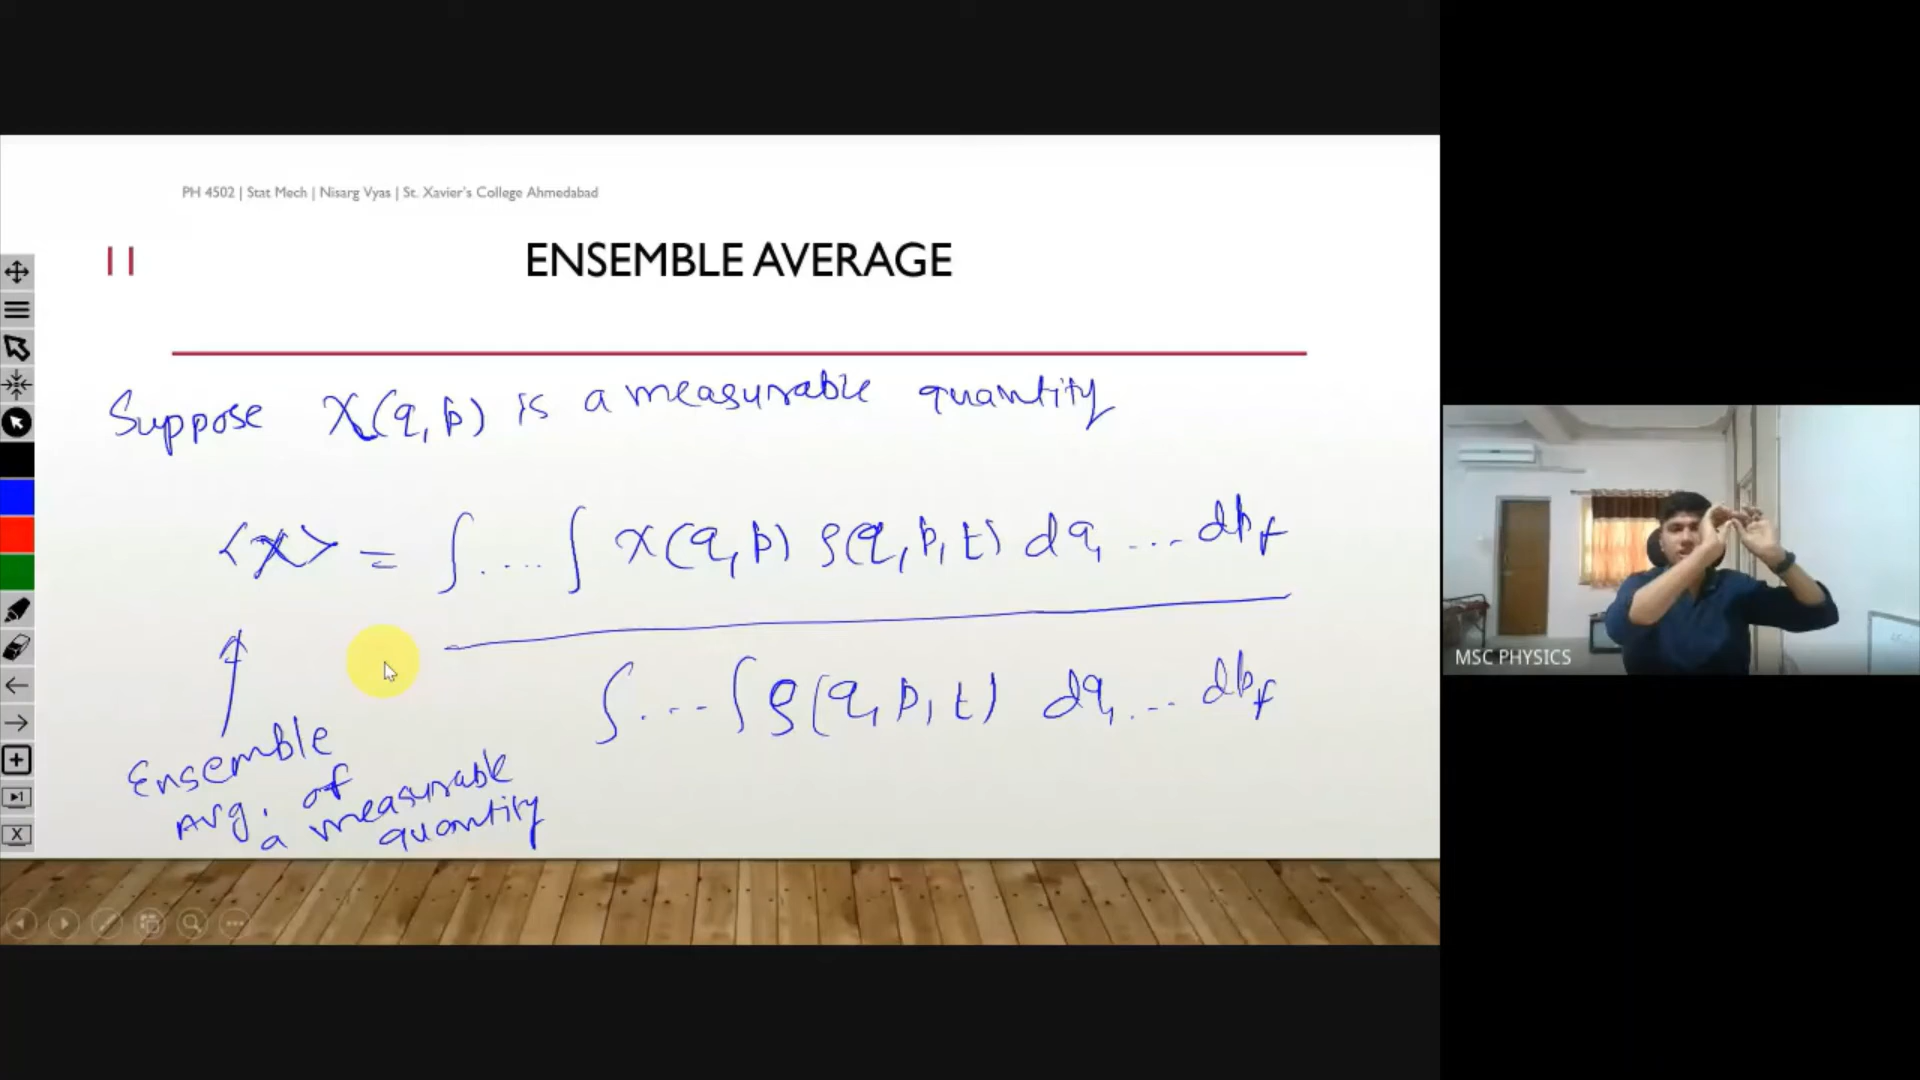 PH 4502 | Stat Mech | Nisarg Vyas | St. Xavier's College Ahmedabad
11
ENSEMBLE AVERAGE
Suppose X(q,p) is a measurable quantity
<x> = ∫....∫ x(q,p) ρ(q,p,t) dq₁ ... dp_f
∫....∫ ρ(q,p,t) dq₁ ... dp_f
Ensemble
Avg. of
a measurable
quantity
MSC PHYSICS